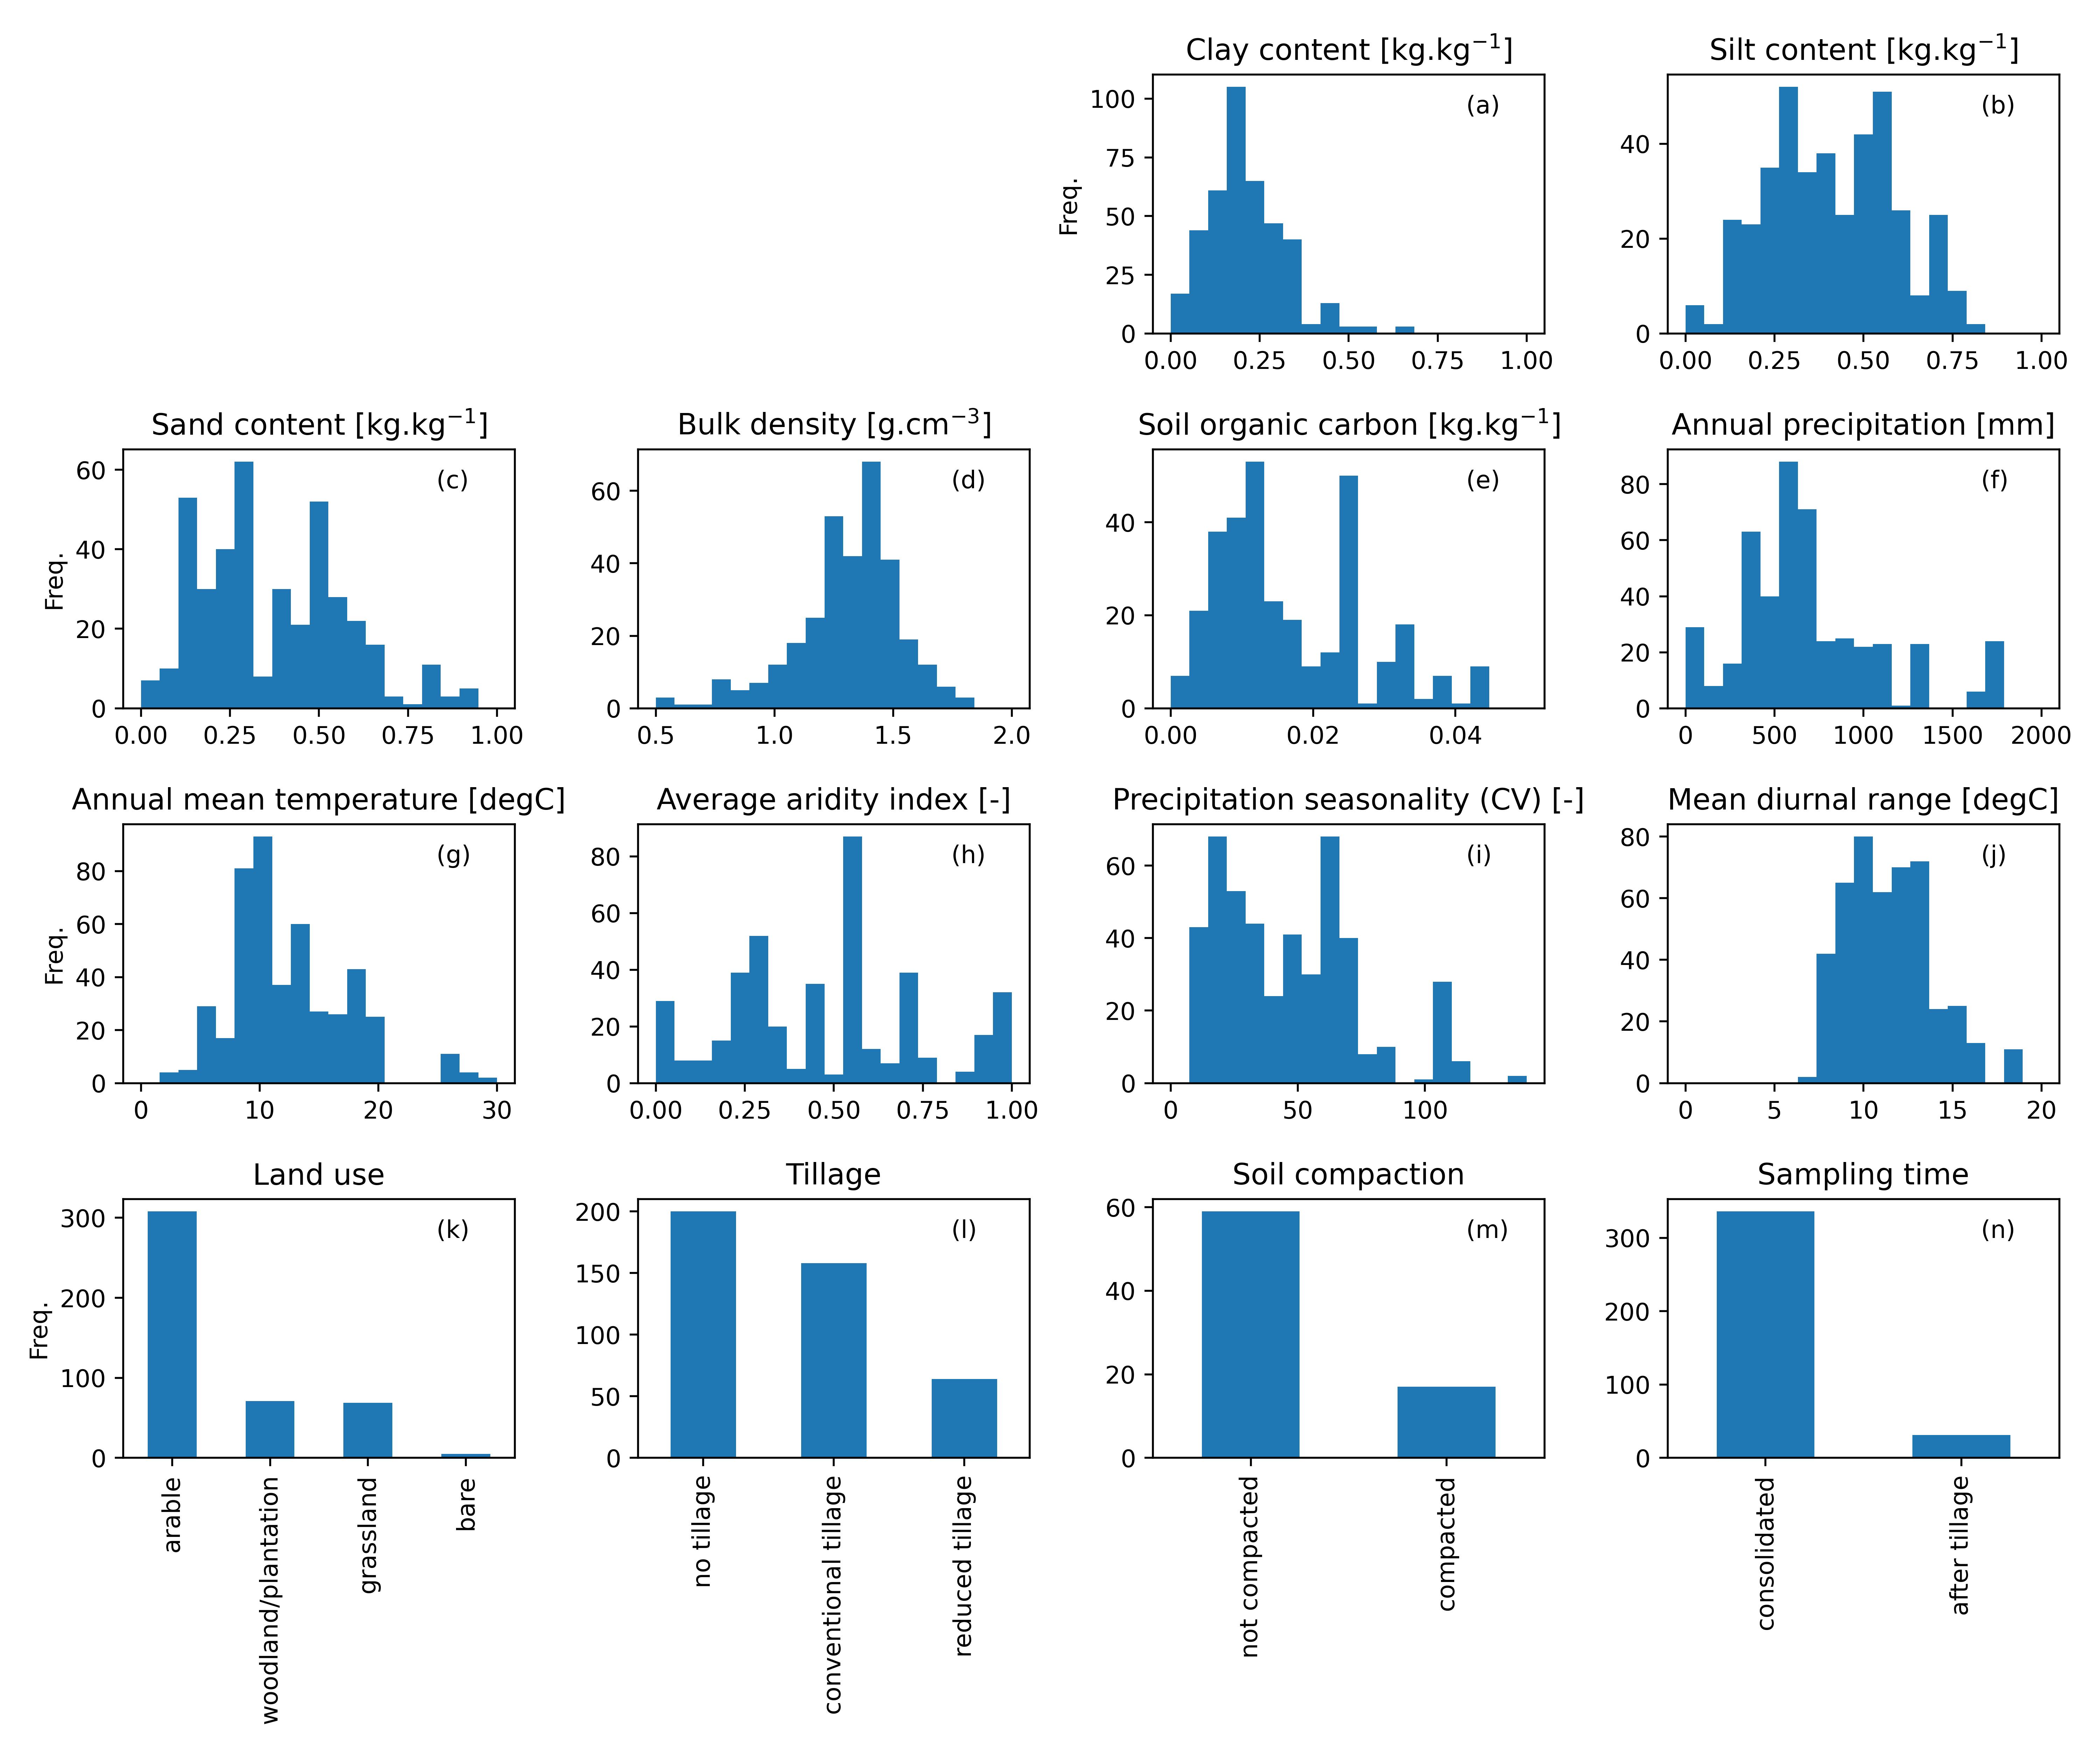 Clay content [kg.kg⁻¹]
(a)
Freq.
100
75
50
25
0
0.00 0.25 0.50 0.75 1.00
Silt content [kg.kg⁻¹]
(b)
40
20
0
0.00 0.25 0.50 0.75 1.00
Sand content [kg.kg⁻¹]
(c)
Freq.
60
40
20
0
0.00 0.25 0.50 0.75 1.00
Bulk density [g.cm⁻³]
(d)
60
40
20
0
0.5 1.0 1.5 2.0
Soil organic carbon [kg.kg⁻¹]
(e)
40
20
0
0.00 0.02 0.04
Annual precipitation [mm]
(f)
80
60
40
20
0
0 500 1000 1500 2000
Annual mean temperature [degC]
(g)
Freq.
80
60
40
20
0
0 10 20 30
Average aridity index [-]
(h)
80
60
40
20
0
0.00 0.25 0.50 0.75 1.00
Precipitation seasonality (CV) [-]
(i)
60
40
20
0
0 50 100
Mean diurnal range [degC]
(j)
80
60
40
20
0
0 5 10 15 20
Land use
(k)
Freq.
300
200
100
0
arable
woodland/plantation
grassland
bare
Tillage
(l)
200
150
100
50
0
no tillage
conventional tillage
reduced tillage
Soil compaction
(m)
60
40
20
0
not compacted
compacted
Sampling time
(n)
300
200
100
0
consolidated
after tillage